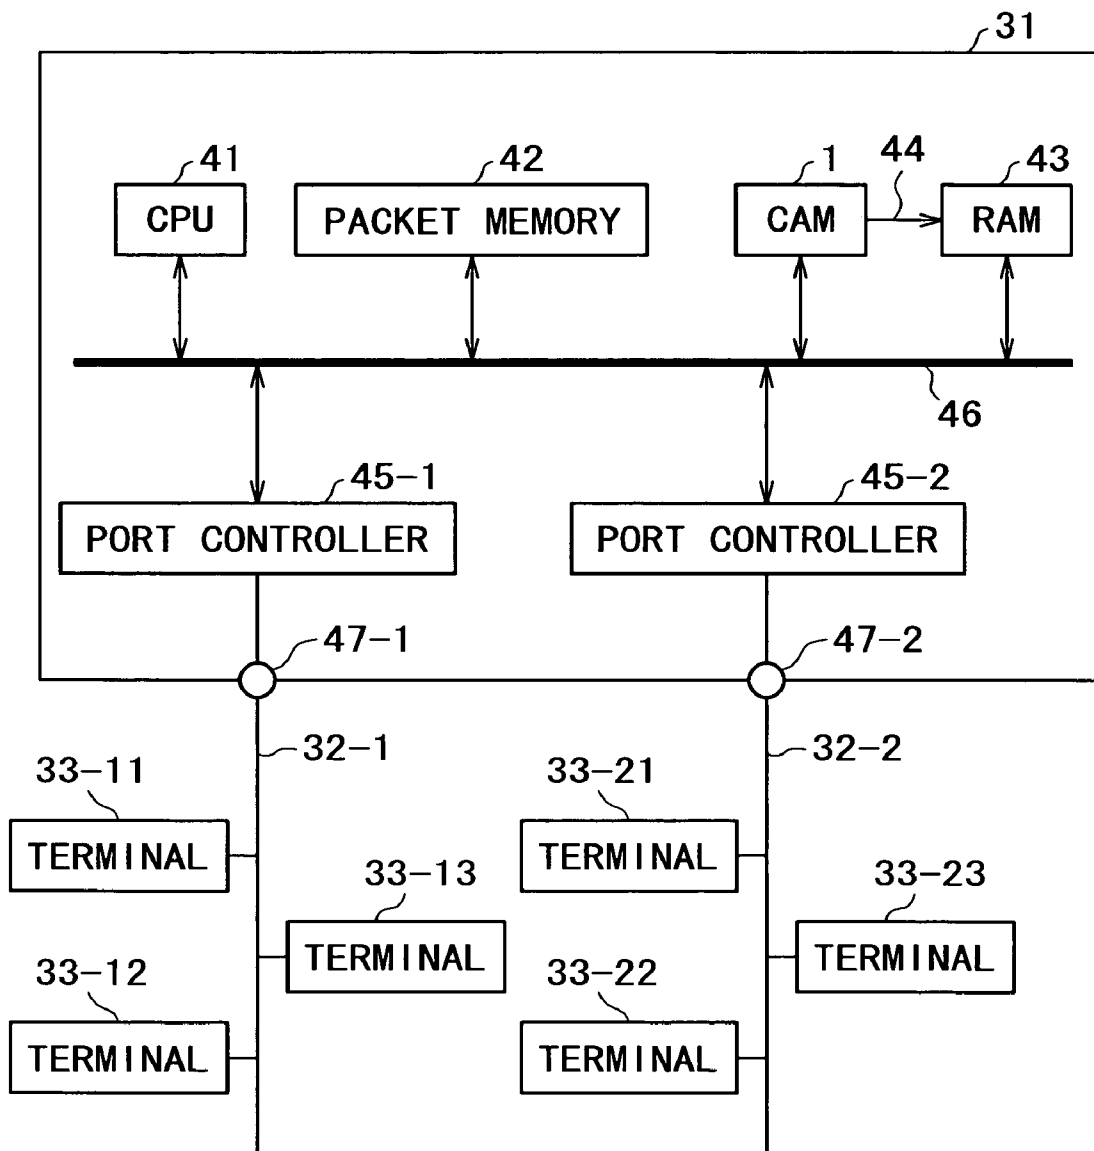 31
41 42 1 44 43
CPU PACKET MEMORY CAM RAM
46
45-1 45-2
PORT CONTROLLER PORT CONTROLLER
47-1 47-2
32-1 32-2
33-11 33-21
TERMINAL TERMINAL
33-13 33-23
TERMINAL TERMINAL
33-12 33-22
TERMINAL TERMINAL